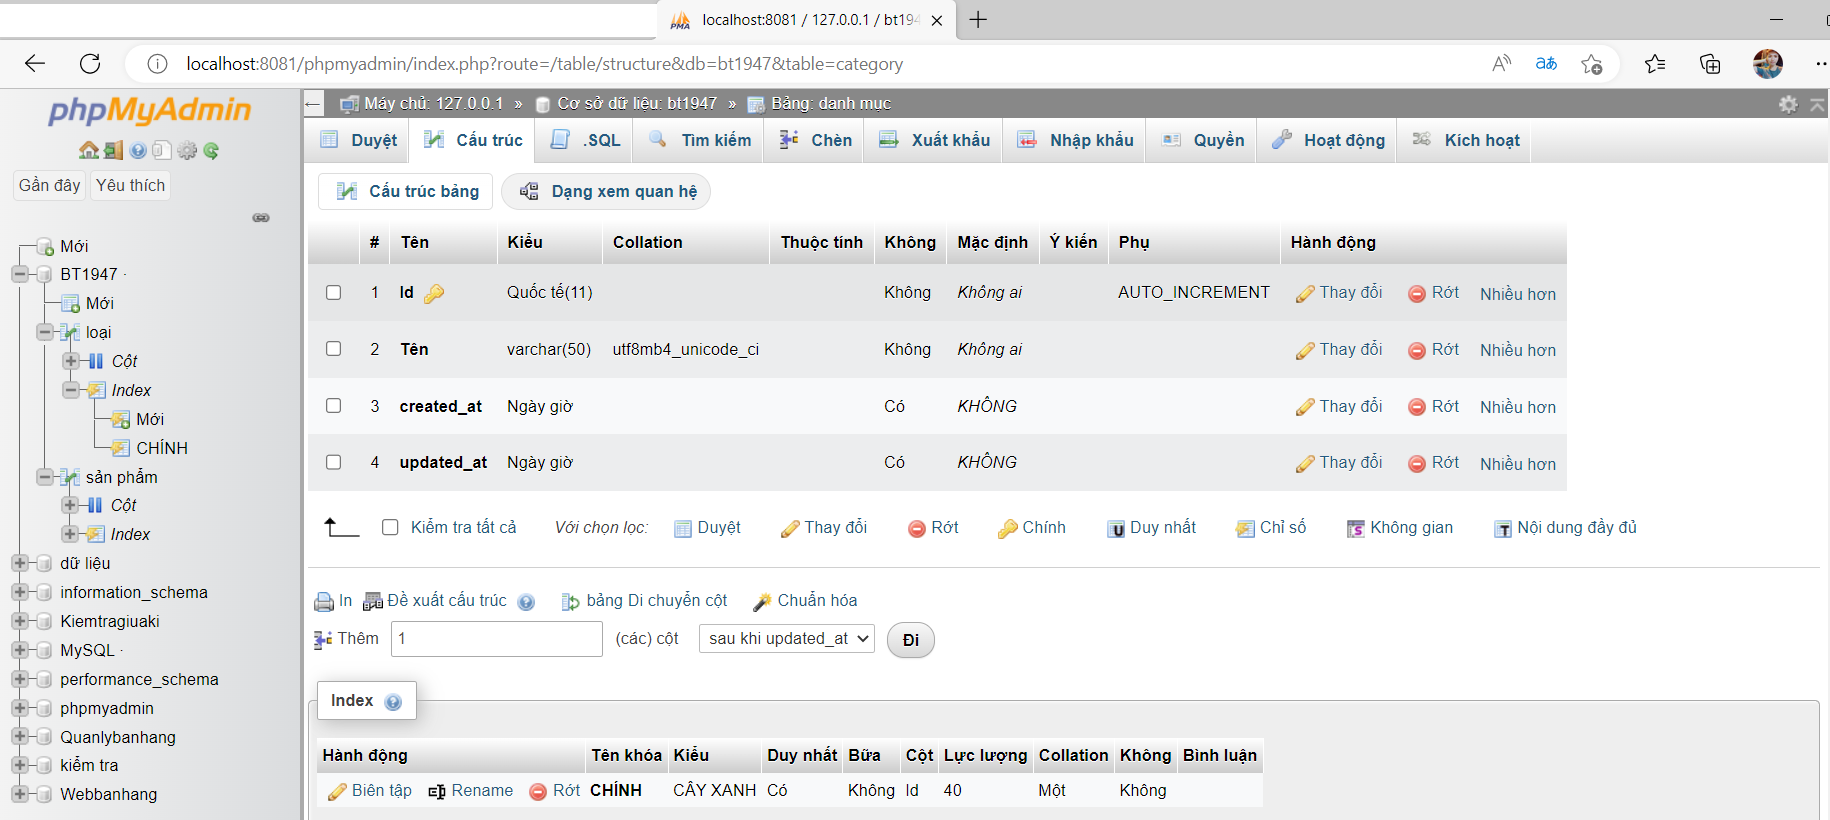 localhost:8081 / 127.0.0.1 / bt194
localhost:8081/phpmyadmin/index.php?route=/table/structure&db=bt1947&table=category
phpMyAdmin
Gần đây Yêu thích
Mới
BT1947 ·
Mới
loại
Cột
Index
Mới
CHÍNH
sản phẩm
Cột
Index
dữ liệu
information_schema
Kiemtragiuaki
MySQL ·
performance_schema
phpmyadmin
Quanlybanhang
kiểm tra
Webbanhang
Máy chủ: 127.0.0.1 » Cơ sở dữ liệu: bt1947 » Bảng: danh mục
Duyệt Cấu trúc .SQL Tìm kiếm Chèn Xuất khẩu Nhập khẩu Quyền Hoạt động Kích hoạt
Cấu trúc bảng Dạng xem quan hệ
# Tên Kiểu Collation Thuộc tính Không Mặc định Ý kiến Phụ Hành động
1 Id Quốc tế(11) Không Không ai AUTO_INCREMENT Thay đổi Rớt Nhiều hơn
2 Tên varchar(50) utf8mb4_unicode_ci Không Không ai Thay đổi Rớt Nhiều hơn
3 created_at Ngày giờ Có KHÔNG Thay đổi Rớt Nhiều hơn
4 updated_at Ngày giờ Có KHÔNG Thay đổi Rớt Nhiều hơn
Kiểm tra tất cả Với chọn lọc: Duyệt Thay đổi Rớt Chính Duy nhất Chỉ số Không gian Nội dung đầy đủ
In Đề xuất cấu trúc bảng Di chuyển cột Chuẩn hóa
Thêm 1 (các) cột sau khi updated_at Đi
Index
Hành động Tên khóa Kiểu Duy nhất Bữa Cột Lực lượng Collation Không Bình luận
Biên tập Rename Rớt CHÍNH CÂY XANH Có Không Id 40 Một Không